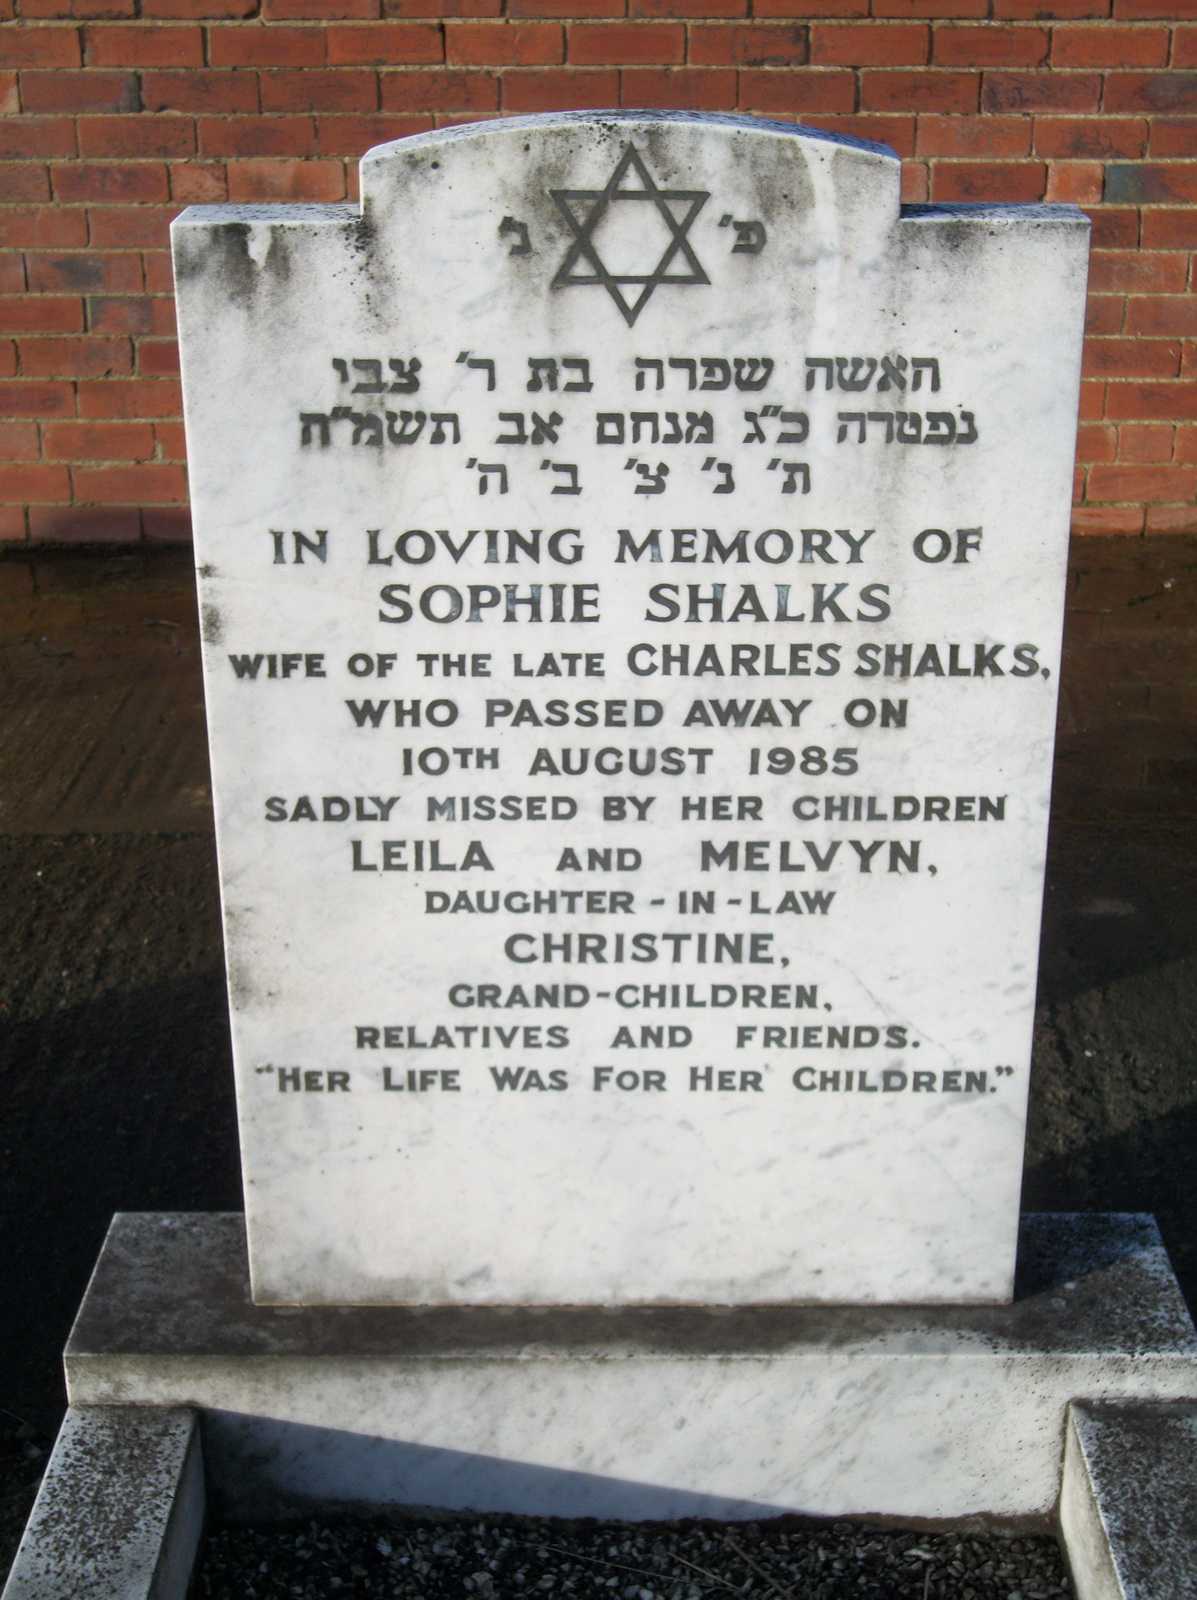 פ׳ נ׳
האשה שפרה בת ר׳ צבי
נפטרה כ״ג מנחם אב תשמ״ה
ת׳ נ׳ צ׳ ב׳ ה׳
IN LOVING MEMORY OF
SOPHIE SHALKS
WIFE OF THE LATE CHARLES SHALKS,
WHO PASSED AWAY ON
10TH AUGUST 1985
SADLY MISSED BY HER CHILDREN
LEILA AND MELVYN,
DAUGHTER-IN-LAW
CHRISTINE,
GRAND-CHILDREN,
RELATIVES AND FRIENDS.
"HER LIFE WAS FOR HER CHILDREN."